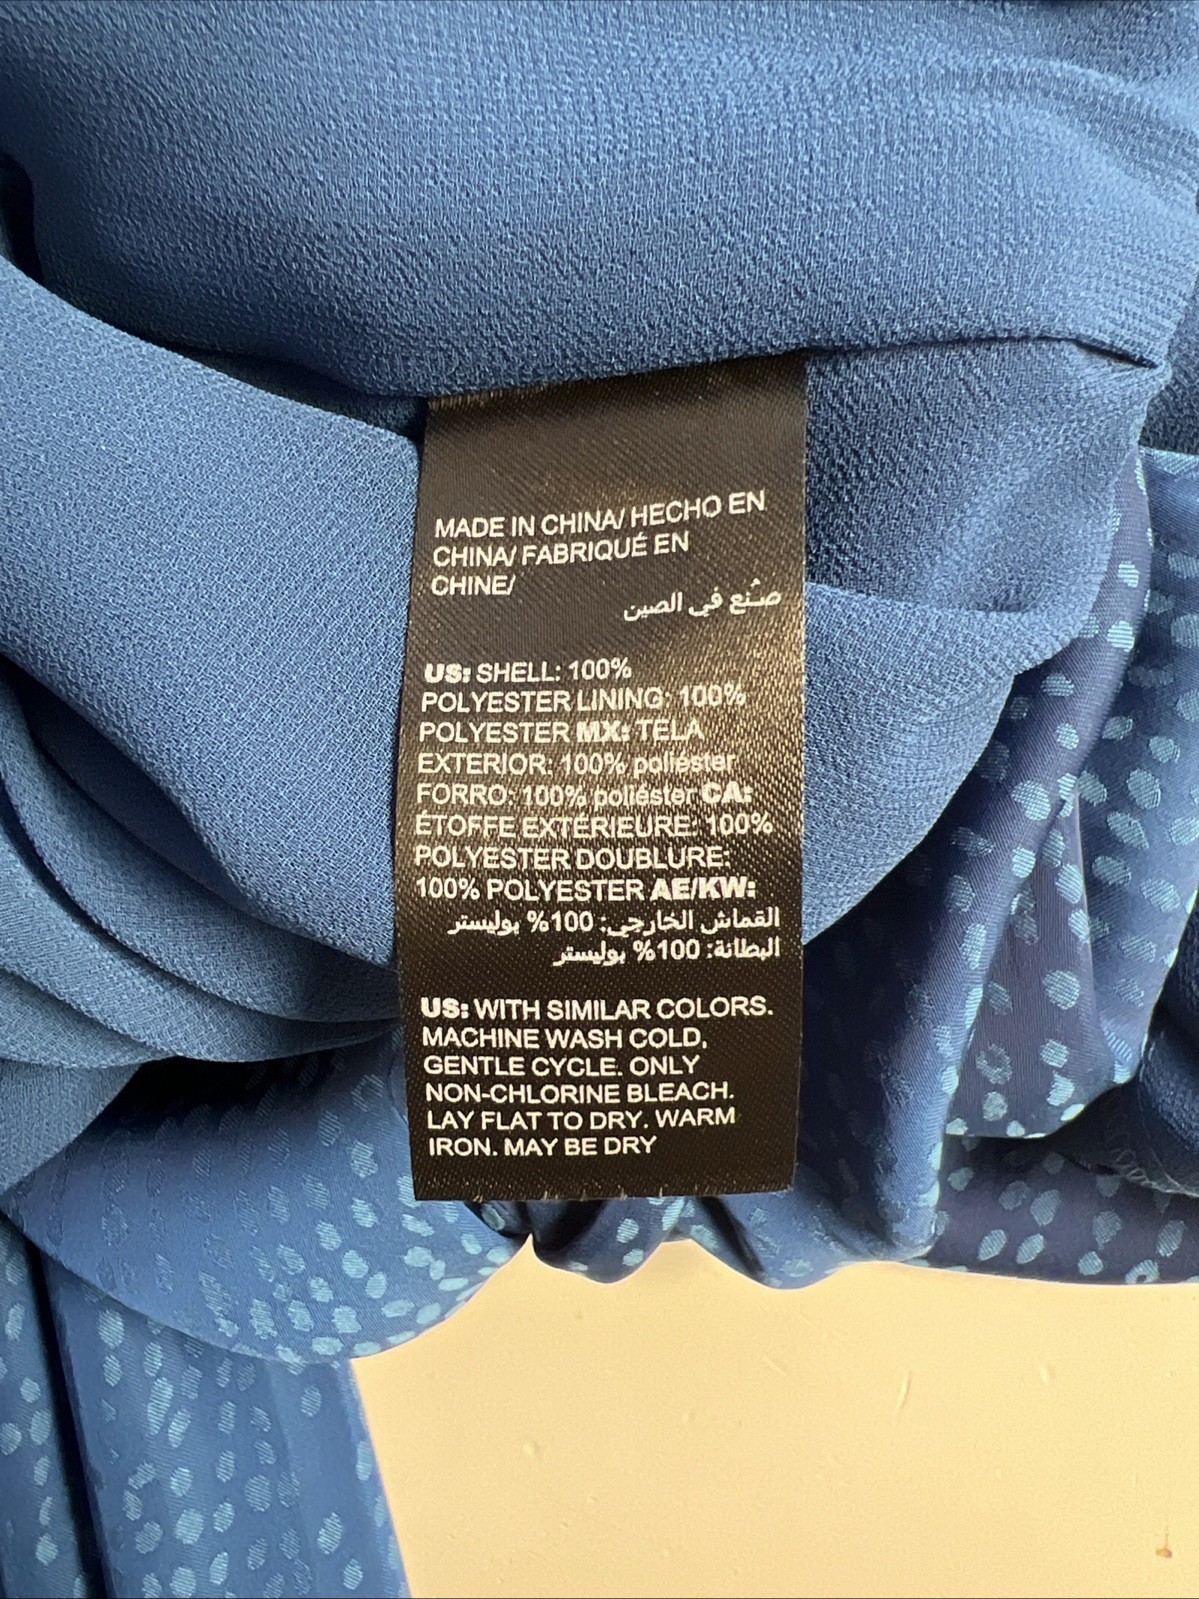 MADE IN CHINA/ HECHO EN
CHINA/ FABRIQUÉ EN
CHINE/
صُنع في الصين
US: SHELL: 100%
POLYESTER LINING: 100%
POLYESTER MX: TELA
EXTERIOR: 100% poliéster
FORRO: 100% poliéster CA:
ÉTOFFE EXTÉRIEURE: 100%
POLYESTER DOUBLURE:
100% POLYESTER AE/KW:
القماش الخارجي: 100% بوليستر
البطانة: 100% بوليستر
US: WITH SIMILAR COLORS.
MACHINE WASH COLD,
GENTLE CYCLE. ONLY
NON-CHLORINE BLEACH.
LAY FLAT TO DRY. WARM
IRON. MAY BE DRY